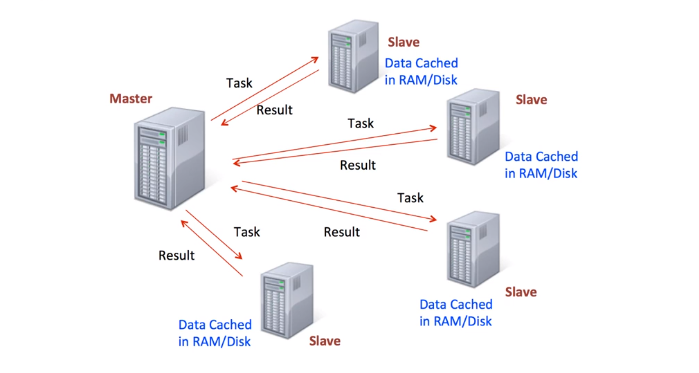 Slave
Data Cached
in RAM/Disk
Task
Result
Master
Slave
Task
Result
Data Cached
in RAM/Disk
Task
Result
Slave
Data Cached
in RAM/Disk
Task
Result
Data Cached
in RAM/Disk
Slave